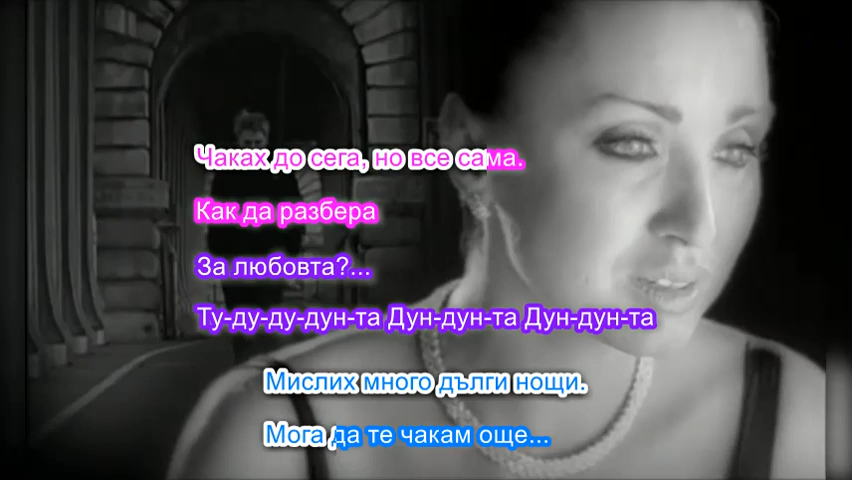 Чаках до сега, но все сама.
Как да разбера
За любовта?...
Ту-ду-ду-дун-та Дун-дун-та Дун-дун-та
Мислих много дълги нощи.
Мога да те чакам още...